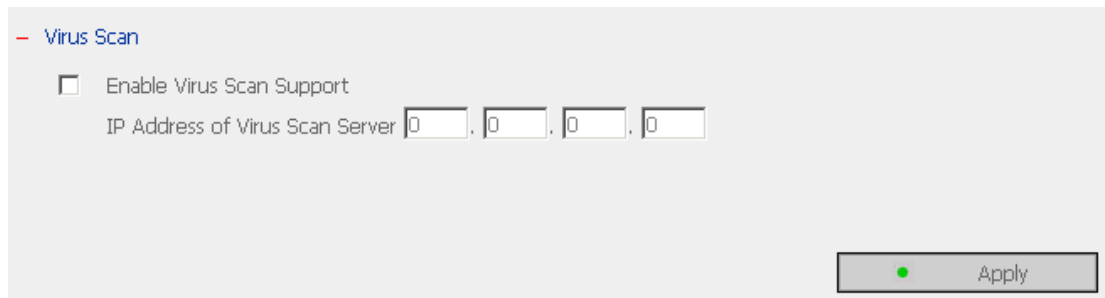 Virus Scan
Enable Virus Scan Support
IP Address of Virus Scan Server 0 . 0 . 0 . 0
Apply